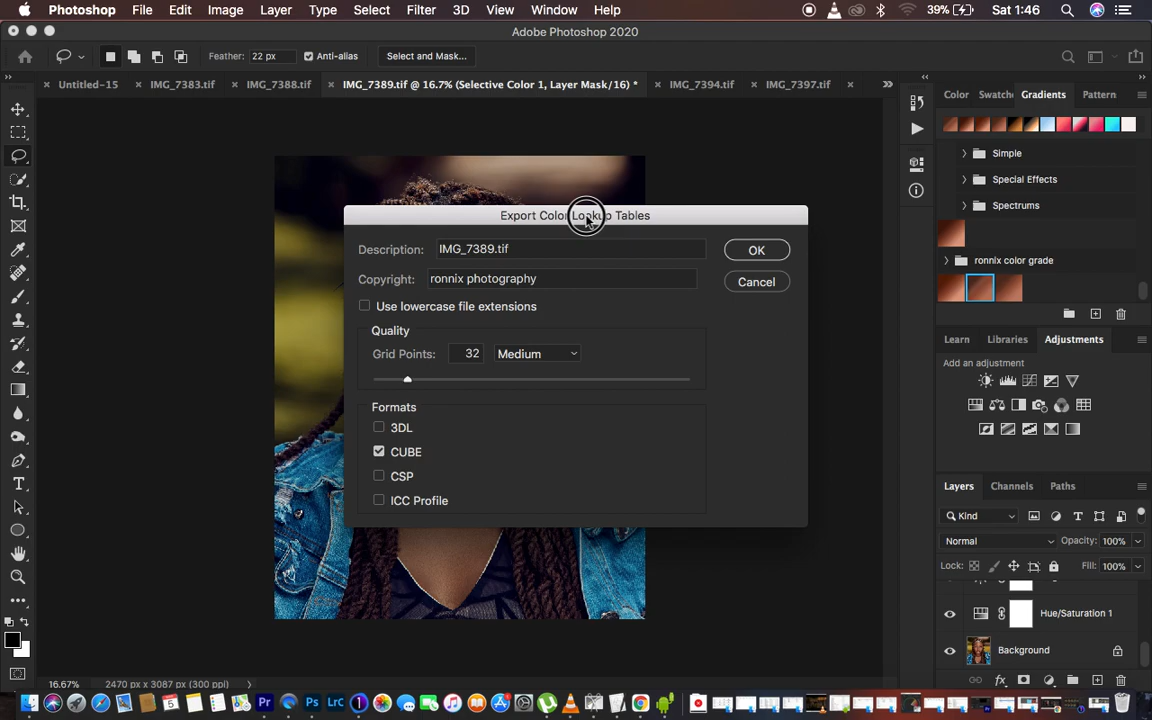 Photoshop File Edit Image Layer Type Select Filter 3D View Window Help 39% Sat 1:46
Adobe Photoshop 2020
Feather: 22 px Anti-alias Select and Mask...
Untitled-15 IMG_7383.tif IMG_7388.tif IMG_7389.tif @ 16.7% (Selective Color 1, Layer Mask/16) * IMG_7394.tif IMG_7397.tif
Color Swatche Gradients Pattern
Simple
Special Effects
Spectrums
ronnix color grade
Export Color Lookup Tables
Description: IMG_7389.tif
OK
Copyright: ronnix photography
Cancel
Use lowercase file extensions
Quality
Grid Points: 32 Medium
Formats
3DL
CUBE
CSP
ICC Profile
Learn Libraries Adjustments
Add an adjustment
Layers Channels Paths
Kind
Normal Opacity: 100%
Lock: Fill: 100%
Hue/Saturation 1
Background
16.67% 2470 px x 3087 px (300 ppi)
T
5 Pr Ps LrC